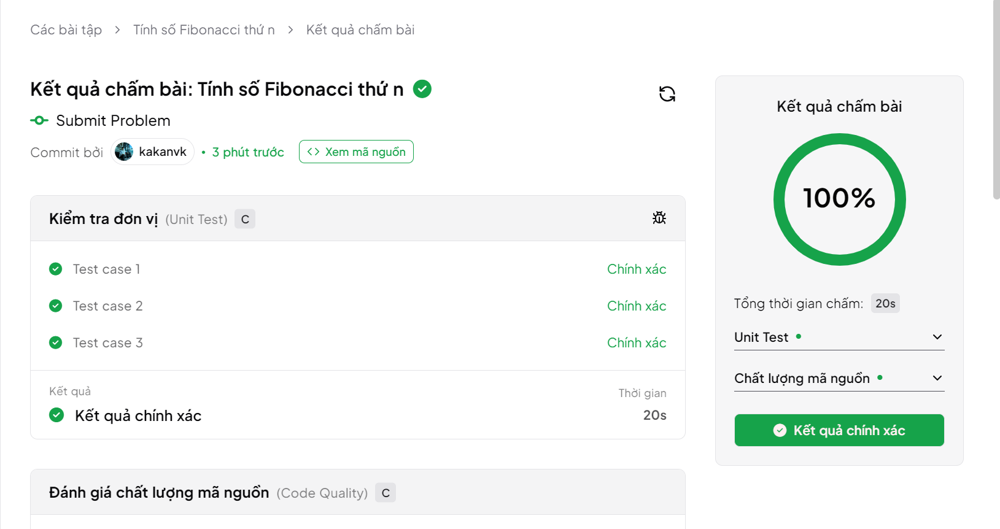 Các bài tập > Tính số Fibonacci thứ n > Kết quả chấm bài
Kết quả chấm bài: Tính số Fibonacci thứ n
Submit Problem
Commit bởi kakanvk • 3 phút trước <> Xem mã nguồn
Kiểm tra đơn vị (Unit Test) C
Test case 1 Chính xác
Test case 2 Chính xác
Test case 3 Chính xác
Kết quả Thời gian
Kết quả chính xác 20s
Đánh giá chất lượng mã nguồn (Code Quality) C
Kết quả chấm bài
100%
Tổng thời gian chấm: 20s
Unit Test •
Chất lượng mã nguồn •
Kết quả chính xác